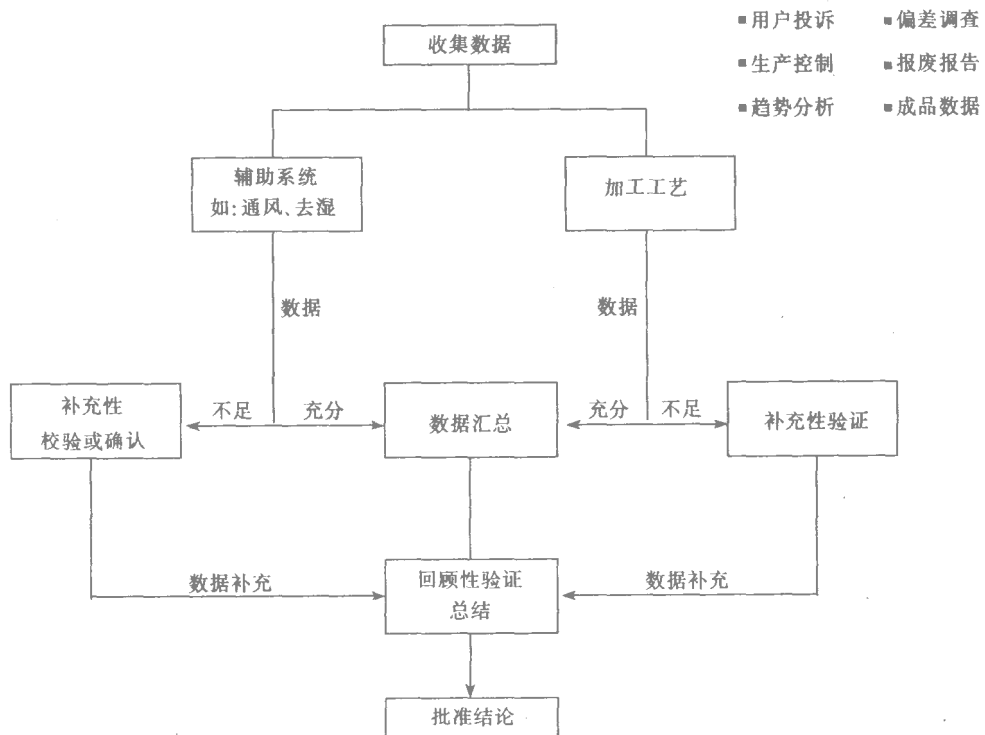 收集数据
▪用户投诉 ▪偏差调查
▪生产控制 ▪报废报告
▪趋势分析 ▪成品数据
辅助系统
如:通风、去湿
加工工艺
数据
数据
补充性
校验或确认
不足
充分
数据汇总
充分
不足
补充性验证
数据补充
回顾性验证
总结
数据补充
批准结论